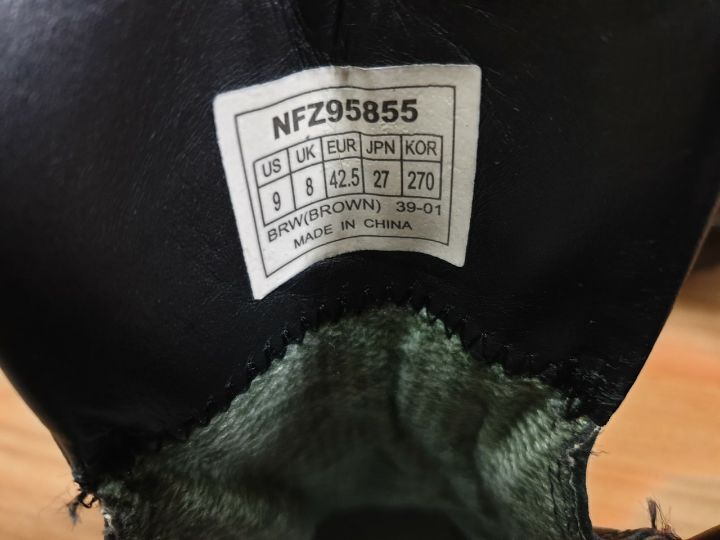 NFZ95855
US UK EUR JPN KOR
9 8 42.5 27 270
BRW(BROWN) 39-01
MADE IN CHINA